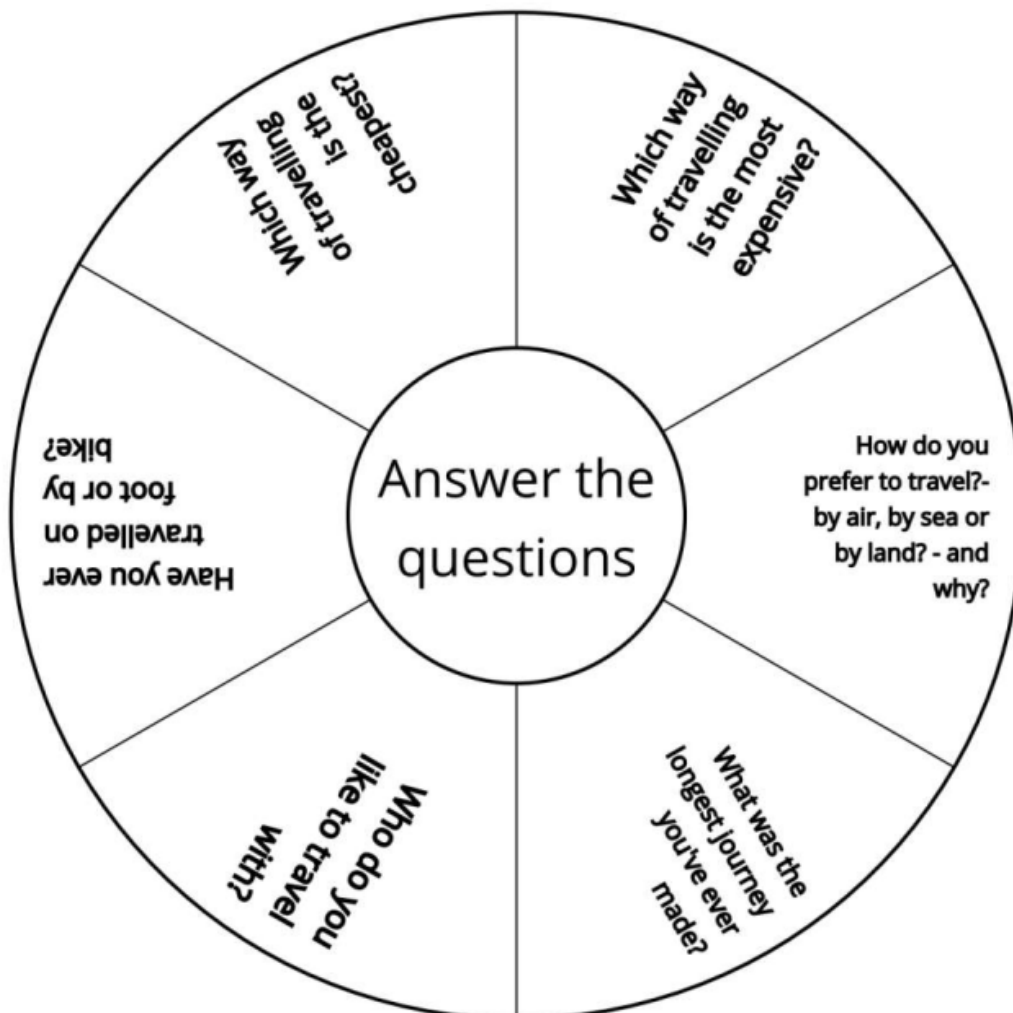 Answer the
questions
Which way
of travelling
is the most
expensive?
How do you
prefer to travel?-
by air, by sea or
by land? - and
why?
What was the
longest journey
you've ever
made?
Who do you
like to travel
with?
Have you ever
travelled on
foot or by
bike?
Which way
of travelling
is the
cheapest?